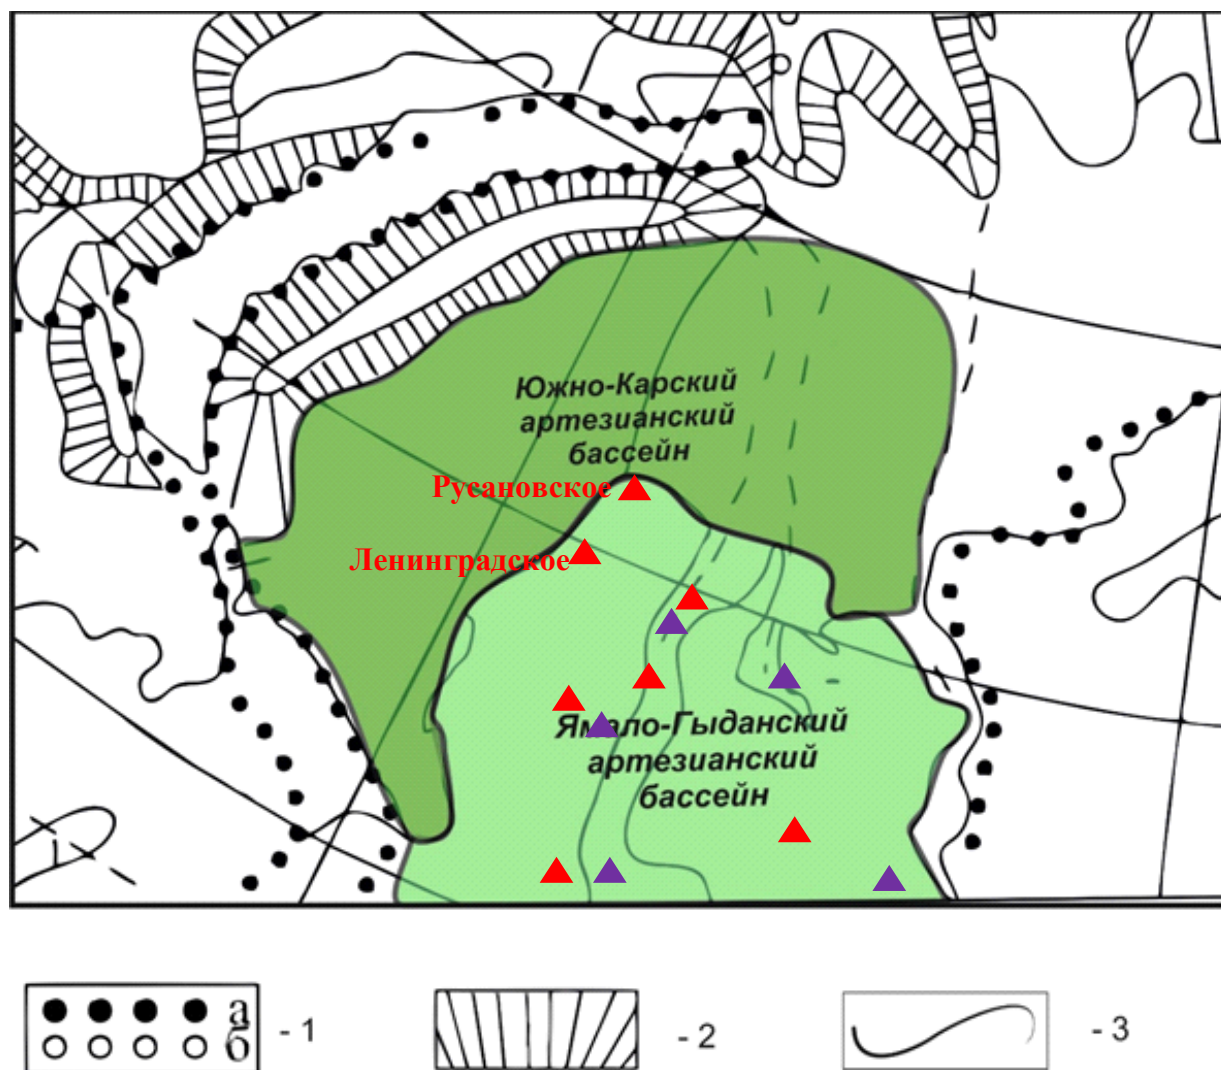 Южно-Карский
артезианский
бассейн
Русановское
Ленинградское
Ямало-Гыданский
артезианский
бассейн
а
б
- 1
- 2
- 3